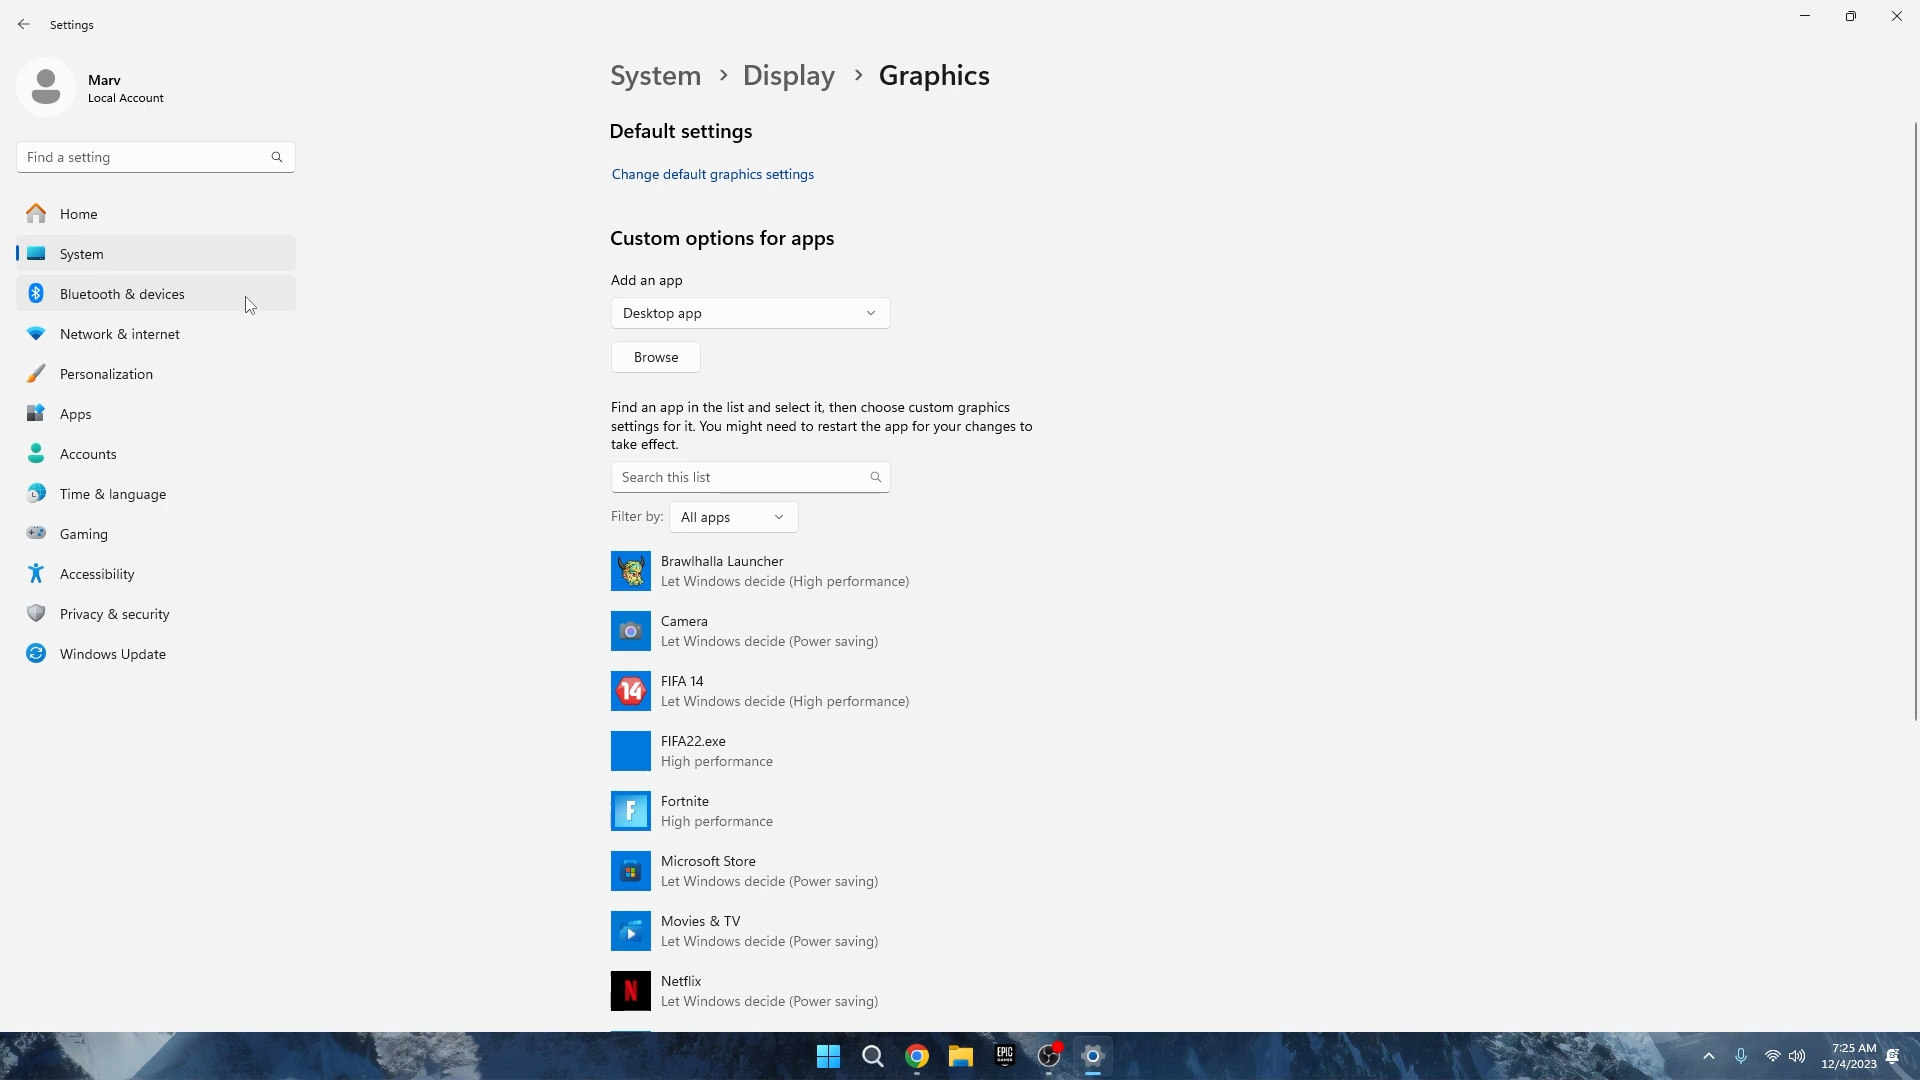 Settings
Marv
Local Account
Find a setting
Home
System
Bluetooth & devices
Network & internet
Personalization
Apps
Accounts
Time & language
Gaming
Accessibility
Privacy & security
Windows Update
System > Display > Graphics
Default settings
Change default graphics settings
Custom options for apps
Add an app
Desktop app
Browse
Find an app in the list and select it, then choose custom graphics
settings for it. You might need to restart the app for your changes to
take effect.
Search this list
Filter by: All apps
Brawlhalla Launcher
Let Windows decide (High performance)
Camera
Let Windows decide (Power saving)
14
FIFA 14
Let Windows decide (High performance)
FIFA22.exe
High performance
F
Fortnite
High performance
Microsoft Store
Let Windows decide (Power saving)
Movies & TV
Let Windows decide (Power saving)
N
Netflix
Let Windows decide (Power saving)
EPIC
GAMES
7:25 AM
12/4/2023